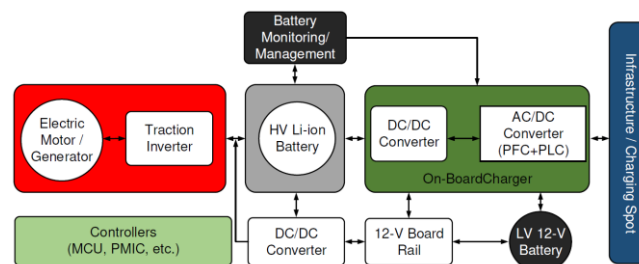 Battery
Monitoring/
Management
Electric
Motor /
Generator
Traction
Inverter
HV Li-ion
Battery
DC/DC
Converter
AC/DC
Converter
(PFC+PLC)
On-BoardCharger
Infrastructure / Charging Spot
Controllers
(MCU, PMIC, etc.)
DC/DC
Converter
12-V Board
Rail
LV 12-V
Battery